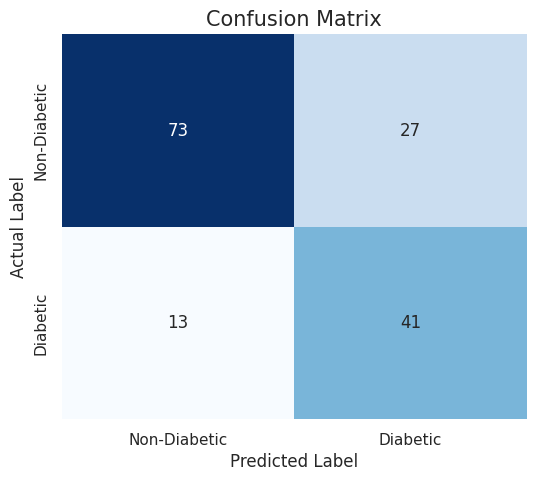 Confusion Matrix
Actual Label
Non-Diabetic
73
27
Diabetic
13
41
Non-Diabetic
Diabetic
Predicted Label